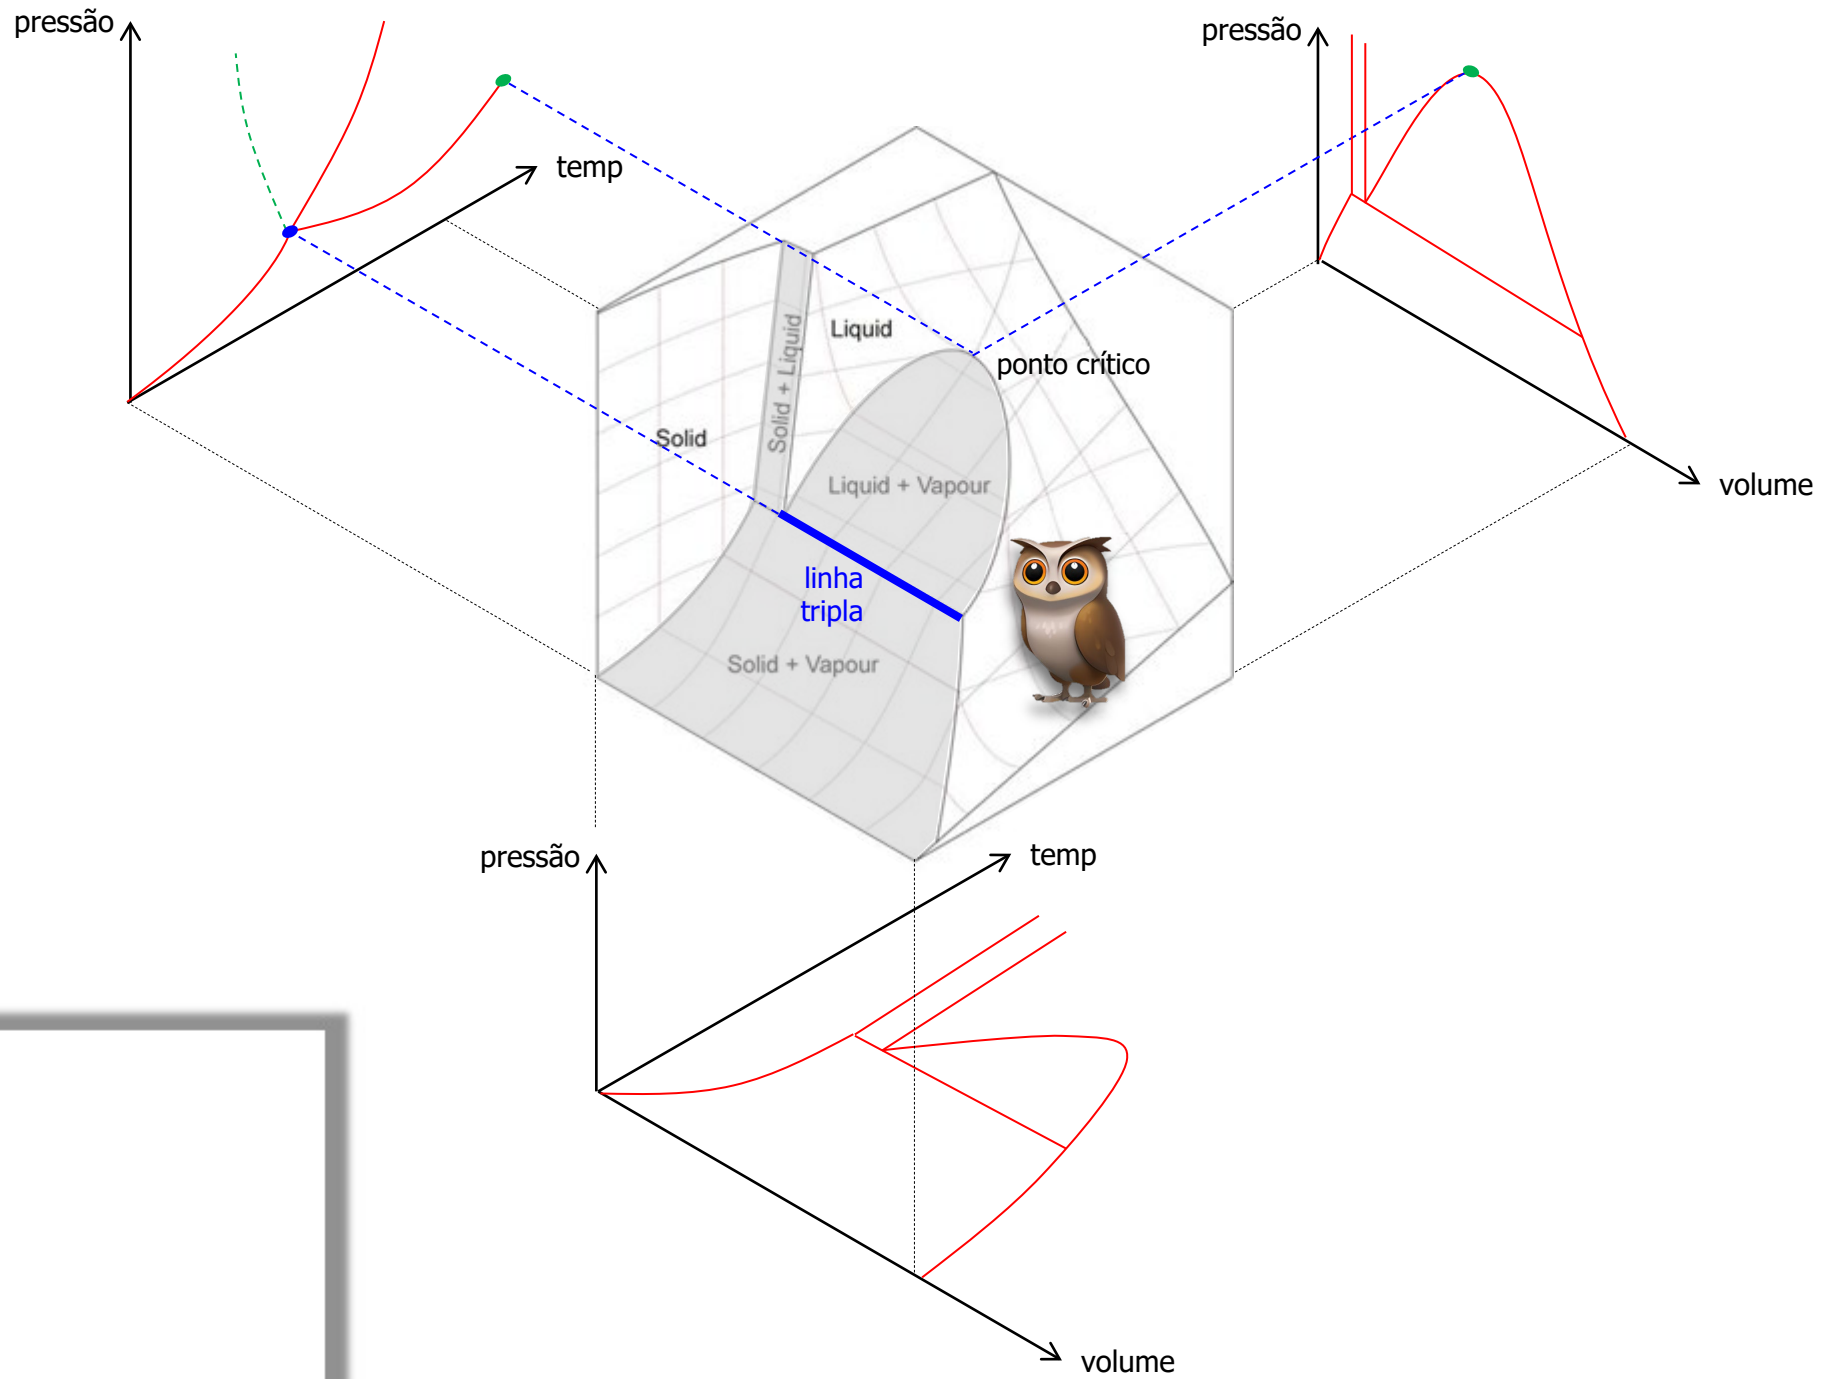 pressão
pressão
temp
Liquid
ponto crítico
Solid + Liquid
Solid
Liquid + Vapour
volume
linha
tripla
Solid + Vapour
pressão
temp
volume